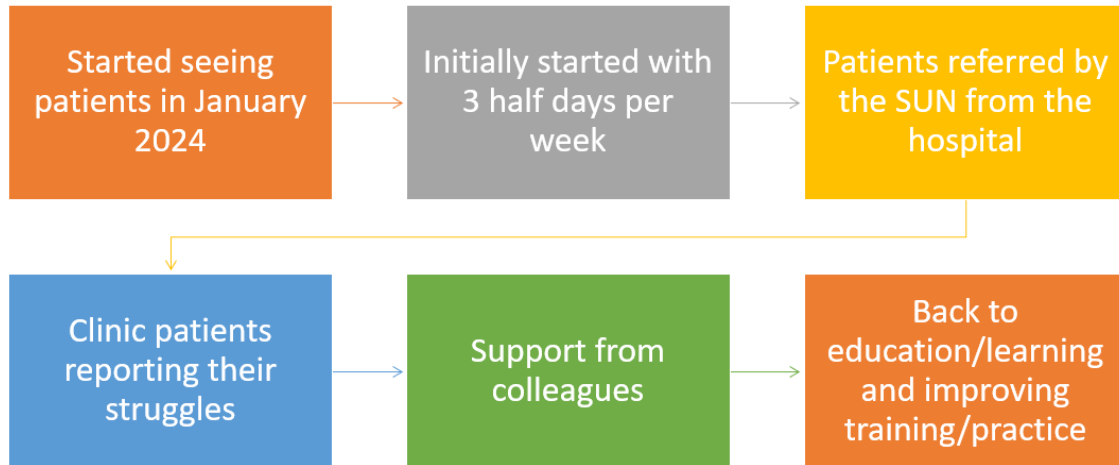 Started seeing
patients in January
2024
Initially started with
3 half days per
week
Patients referred by
the SUN from the
hospital
Clinic patients
reporting their
struggles
Support from
colleagues
Back to
education/learning
and improving
training/practice